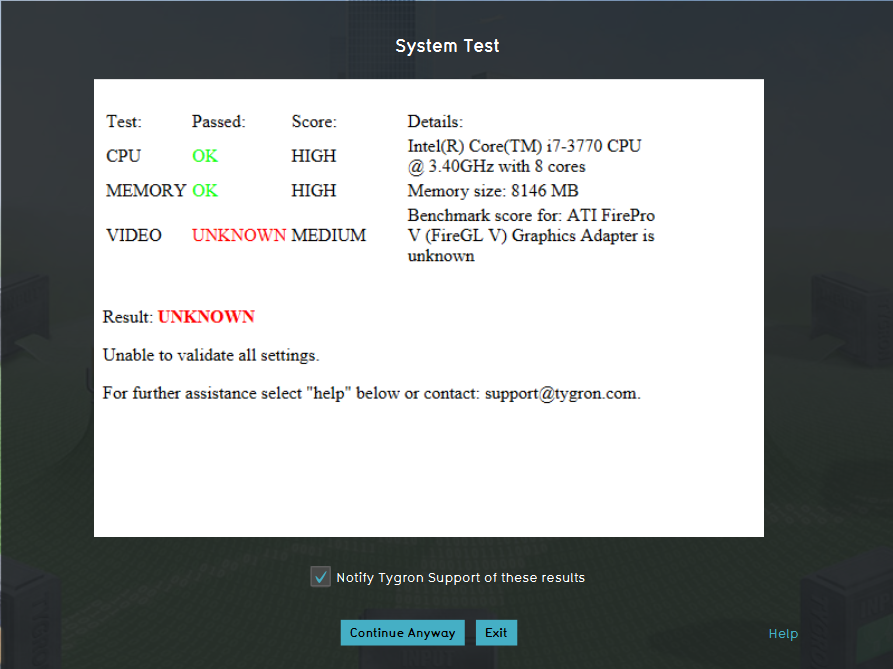 System Test
Test: Passed: Score: Details:
CPU OK HIGH Intel(R) Core(TM) i7-3770 CPU
@ 3.40GHz with 8 cores
MEMORY OK HIGH Memory size: 8146 MB
VIDEO UNKNOWN MEDIUM Benchmark score for: ATI FirePro
V (FireGL V) Graphics Adapter is
unknown
Result: UNKNOWN
Unable to validate all settings.
For further assistance select "help" below or contact: support@tygron.com.
Notify Tygron Support of these results
Continue Anyway Exit Help